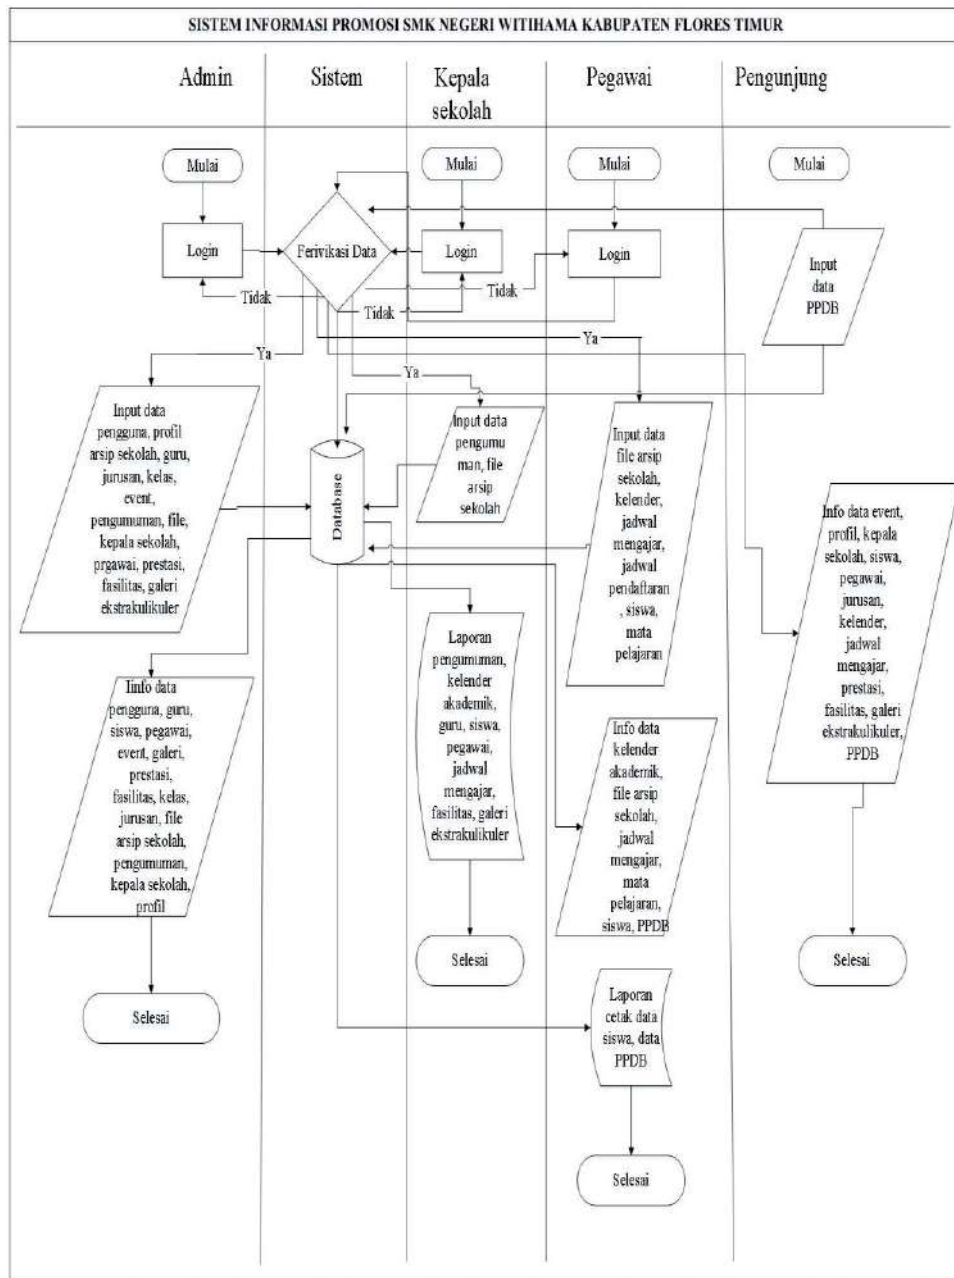 SISTEM INFORMASI PROMOSI SMK NEGERI WITIHAMA KABUPATEN FLORES TIMUR
Admin
Sistem
Kepala
sekolah
Pegawai
Pengunjung
Mulai
Mulai
Mulai
Mulai
Login
Ferivikasi Data
Login
Login
Input
data
PPDB
Tidak
Tidak
Tidak
Ya
Ya
Ya
Input data
pengguna, profil
arsip sekolah, guru,
jurusan, kelas,
event,
pengumuman, file,
kepala sekolah,
prgawai, prestasi,
fasilitas, galeri
ekstrakulikuler
Database
Input data
pengumu
man, file
arsip
sekolah
Input data
file arsip
sekolah,
kelender,
jadwal
mengajar,
jadwal
pendaftaran
, siswa,
mata
pelajaran
Info data event,
profil, kepala
sekolah, siswa,
pegawai,
jurusan,
kelender,
jadwal
mengajar,
prestasi,
fasilitas, galeri
ekstrakulikuler,
PPDB
Iinfo data
pengguna, guru,
siswa, pegawai,
event, galeri,
prestasi,
fasilitas, kelas,
jurusan, file
arsip sekolah,
pengumuman,
kepala sekolah,
profil
Laporan
pengumuman,
kelender
akademik,
guru, siswa,
pegawai,
jadwal
mengajar,
fasilitas, galeri
ekstrakulikuler
Info data
kelender
akademik,
file arsip
sekolah,
jadwal
mengajar,
mata
pelajaran,
siswa, PPDB
Selesai
Selesai
Selesai
Laporan
cetak data
siswa, data
PPDB
Selesai